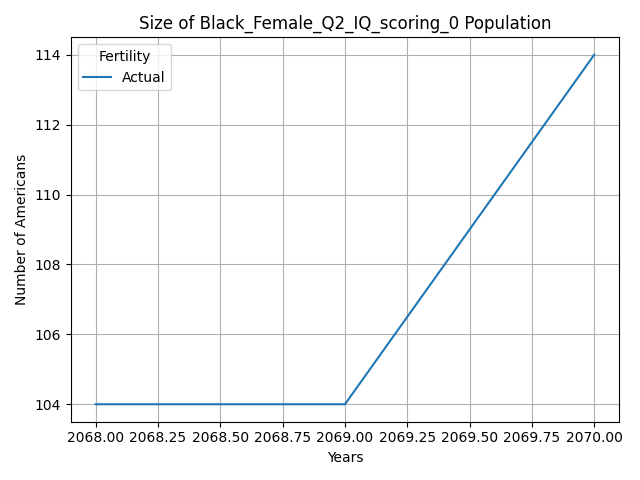 Size of Black_Female_Q2_IQ_scoring_0 Population
Fertility
Actual
Number of Americans
114
112
110
108
106
104
2068.00 2068.25 2068.50 2068.75 2069.00 2069.25 2069.50 2069.75 2070.00
Years